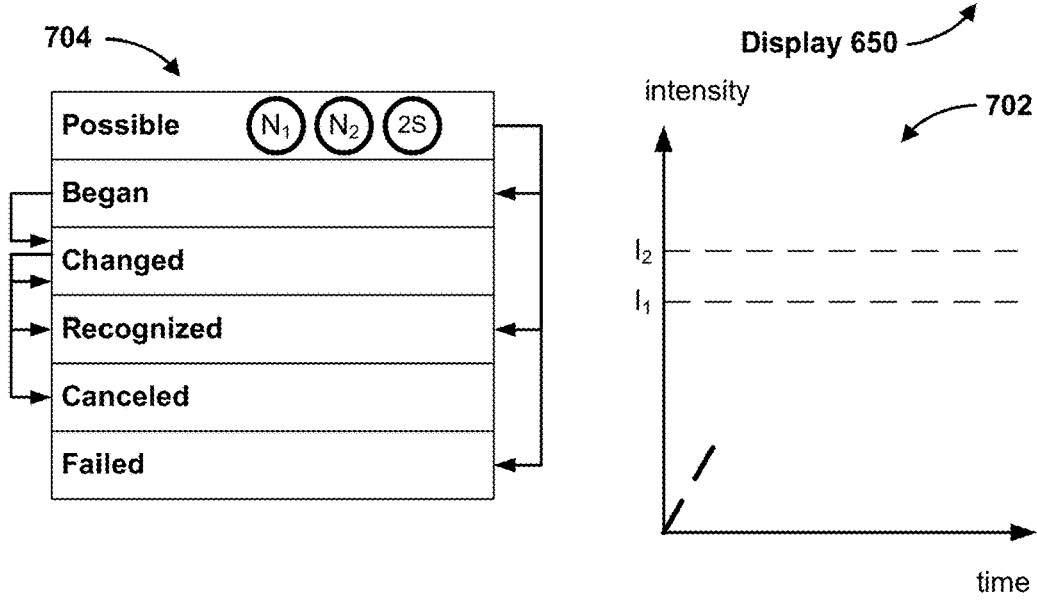 704
Possible N₁ N₂ 2S
Began
Changed
Recognized
Canceled
Failed
Display 650
intensity
702
I₂
I₁
time